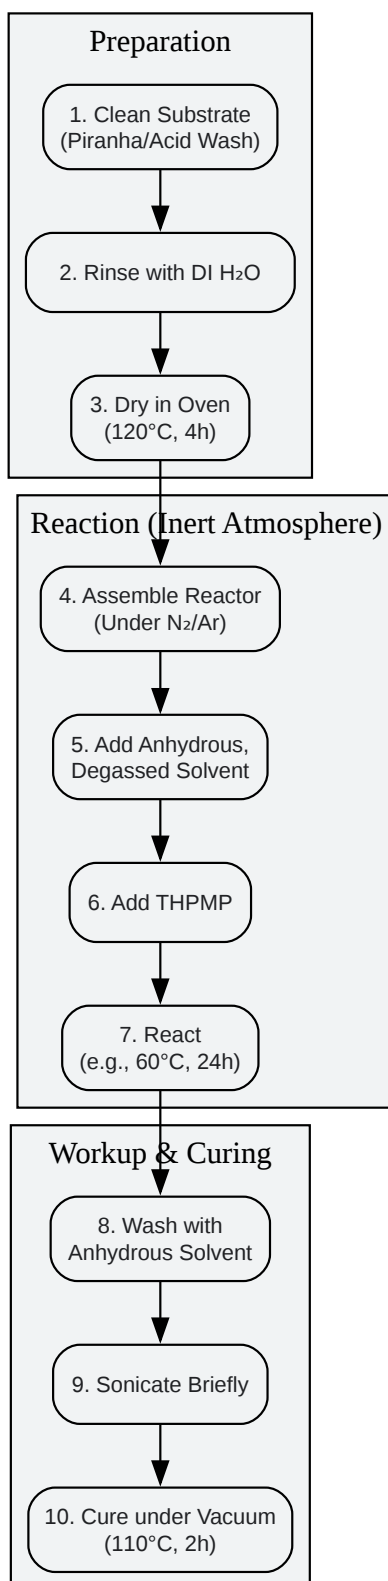 Preparation
1. Clean Substrate
(Piranha/Acid Wash)
2. Rinse with DI H₂O
3. Dry in Oven
(120°C, 4h)
Reaction (Inert Atmosphere)
4. Assemble Reactor
(Under N₂/Ar)
5. Add Anhydrous,
Degassed Solvent
6. Add THPMP
7. React
(e.g., 60°C, 24h)
Workup & Curing
8. Wash with
Anhydrous Solvent
9. Sonicate Briefly
10. Cure under Vacuum
(110°C, 2h)